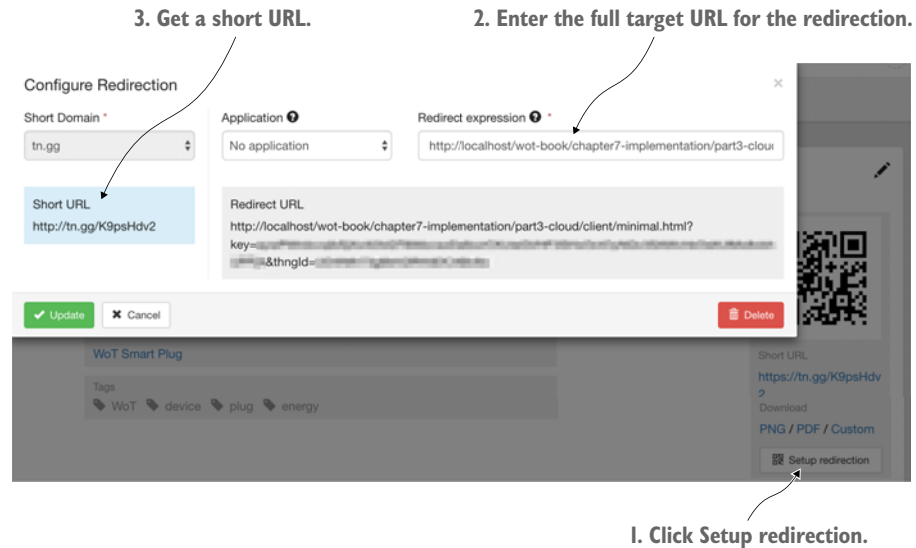 3. Get a short URL.
2. Enter the full target URL for the redirection.
Configure Redirection
×
Short Domain *
Application ?
Redirect expression ? *
tn.gg
No application
http://localhost/wot-book/chapter7-implementation/part3-clou
Short URL
http://tn.gg/K9psHdv2
Redirect URL
http://localhost/wot-book/chapter7-implementation/part3-cloud/client/minimal.html?
key=
&thngId=
Update
Cancel
Delete
WoT Smart Plug
Tags
WoT device plug energy
Short URL
https://tn.gg/K9psHdv
2
Download
PNG / PDF / Custom
Setup redirection
1. Click Setup redirection.